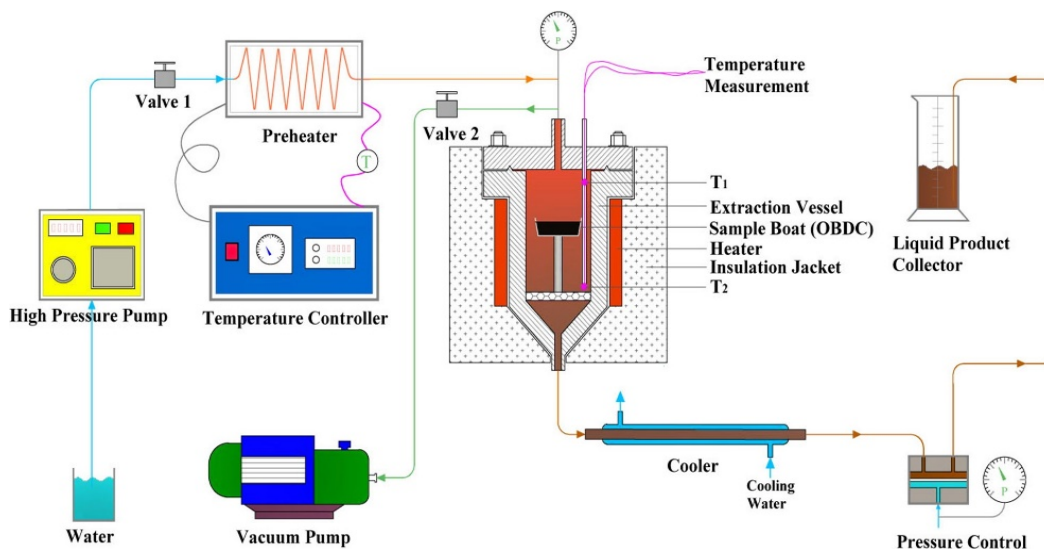 P
Temperature
Measurement
Valve 1
Preheater
Valve 2
T
T1
Extraction Vessel
Sample Boat (OBDC)
Heater
Insulation Jacket
T2
Liquid Product
Collector
High Pressure Pump
Temperature Controller
Cooler
Cooling
Water
P
Water
Vacuum Pump
Pressure Control